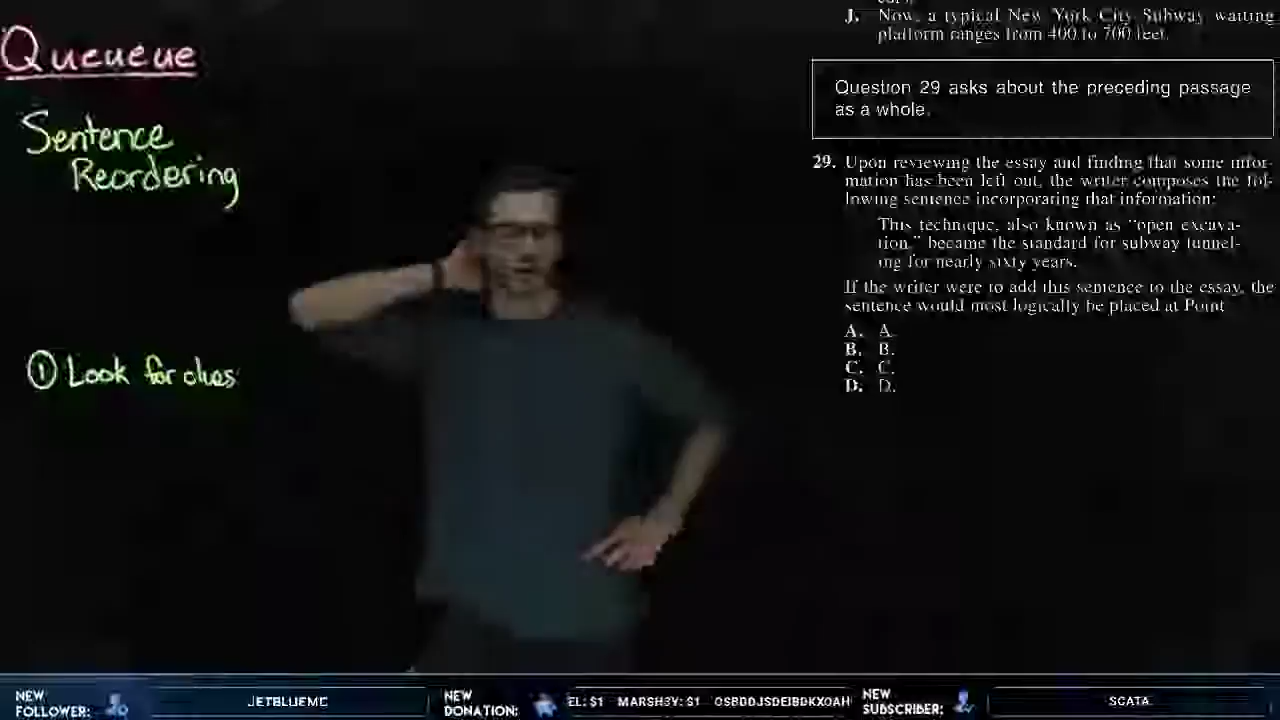 Queueue
Sentence
Reordering
① Look for clues
J. Now, a typical New York City Subway waiting
platform ranges from 400 to 700 feet.
Question 29 asks about the preceding passage
as a whole.
29. Upon reviewing the essay and finding that some infor-
mation has been left out, the writer composes the fol-
lowing sentence incorporating that information:
This technique, also known as “open excava-
tion,” became the standard for subway tunnel-
ing for nearly sixty years.
If the writer were to add this sentence to the essay, the
sentence would most logically be placed at Point
A. A.
B. B.
C. C.
D. D.
NEW
FOLLOWER:
JETBLUEMC
NEW
DONATION:
EL: $1 MARSH3Y: $1
NEW
SUBSCRIBER:
SCATA